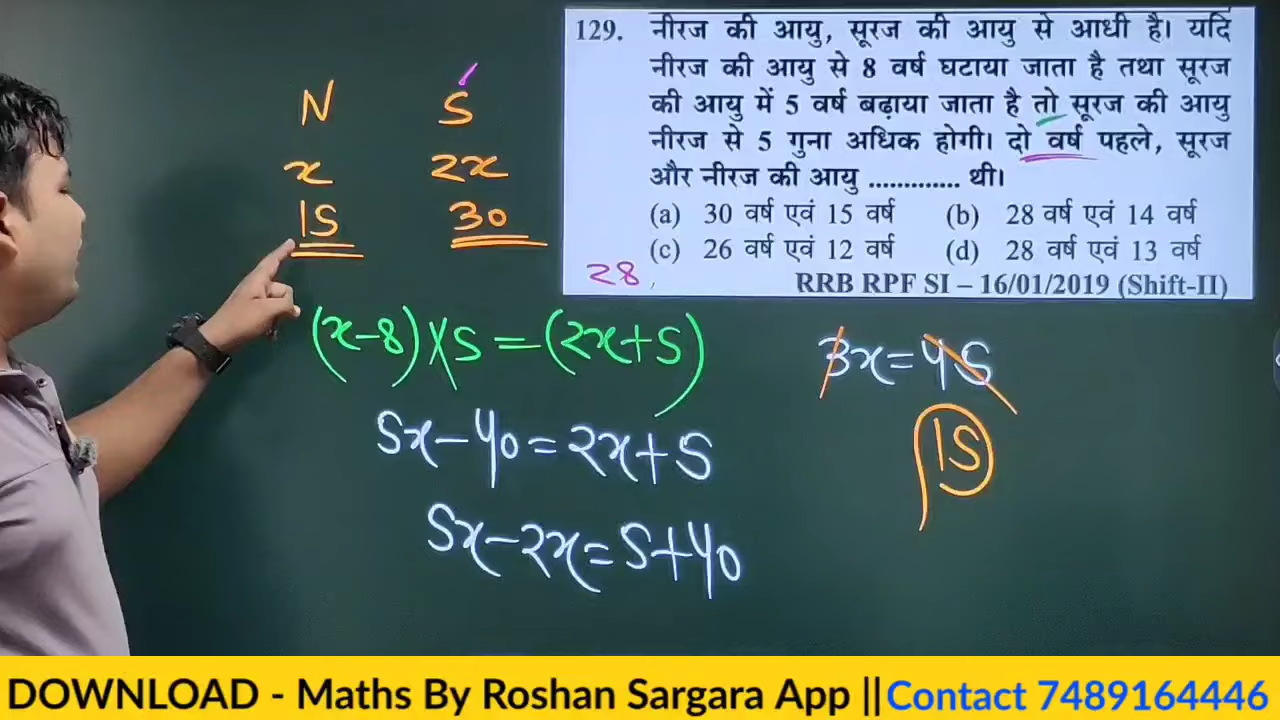 129. नीरज की आयु, सूरज की आयु से आधी है। यदि
नीरज की आयु से 8 वर्ष घटाया जाता है तथा सूरज
की आयु में 5 वर्ष बढ़ाया जाता है तो सूरज की आयु
नीरज से 5 गुना अधिक होगी। दो वर्ष पहले, सूरज
और नीरज की आयु ............. थी।
(a) 30 वर्ष एवं 15 वर्ष (b) 28 वर्ष एवं 14 वर्ष
(c) 26 वर्ष एवं 12 वर्ष (d) 28 वर्ष एवं 13 वर्ष
RRB RPF SI – 16/01/2019 (Shift-II)
28
N S
x 2x
15 30
(x-8)x5=(2x+5)
5x-40=2x+5
5x-2x=5+40
3x=45
15
DOWNLOAD - Maths By Roshan Sargara App ||Contact 7489164446